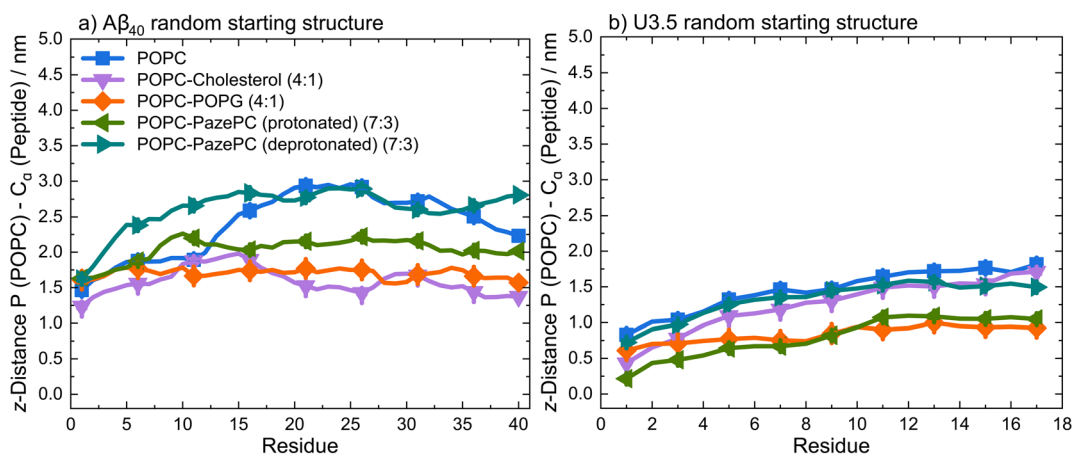 a) Aβ₄₀ random starting structure
z-Distance P (POPC) - Cα (Peptide) / nm
5.0
4.5
4.0
3.5
3.0
2.5
2.0
1.5
1.0
0.5
0.0
POPC
POPC-Cholesterol (4:1)
POPC-POPG (4:1)
POPC-PazePC (protonated) (7:3)
POPC-PazePC (deprotonated) (7:3)
0 5 10 15 20 25 30 35 40
Residue
b) U3.5 random starting structure
z-Distance P (POPC) - Cα (Peptide) / nm
5.0
4.5
4.0
3.5
3.0
2.5
2.0
1.5
1.0
0.5
0.0
0 2 4 6 8 10 12 14 16 18
Residue